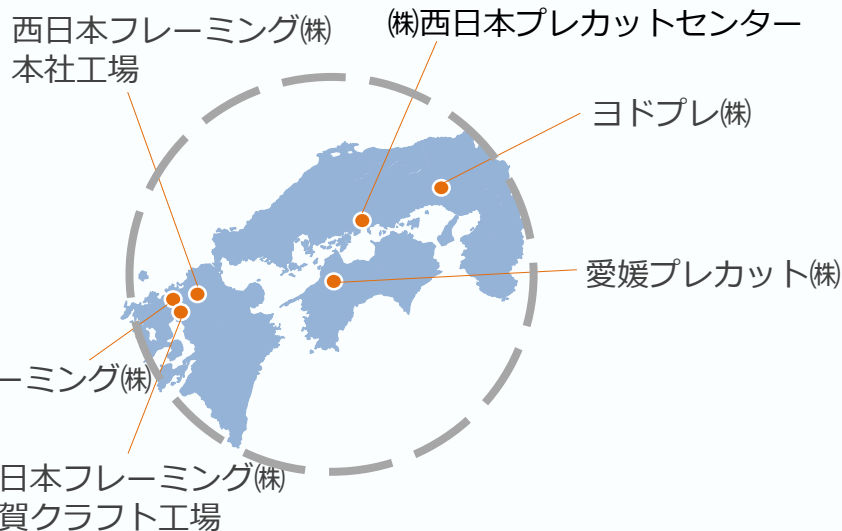 西日本フレーミング㈱
本社工場
㈱西日本プレカットセンター
ヨドプレ㈱
愛媛プレカット㈱
ーミング㈱
日本フレーミング㈱
賀クラフト工場